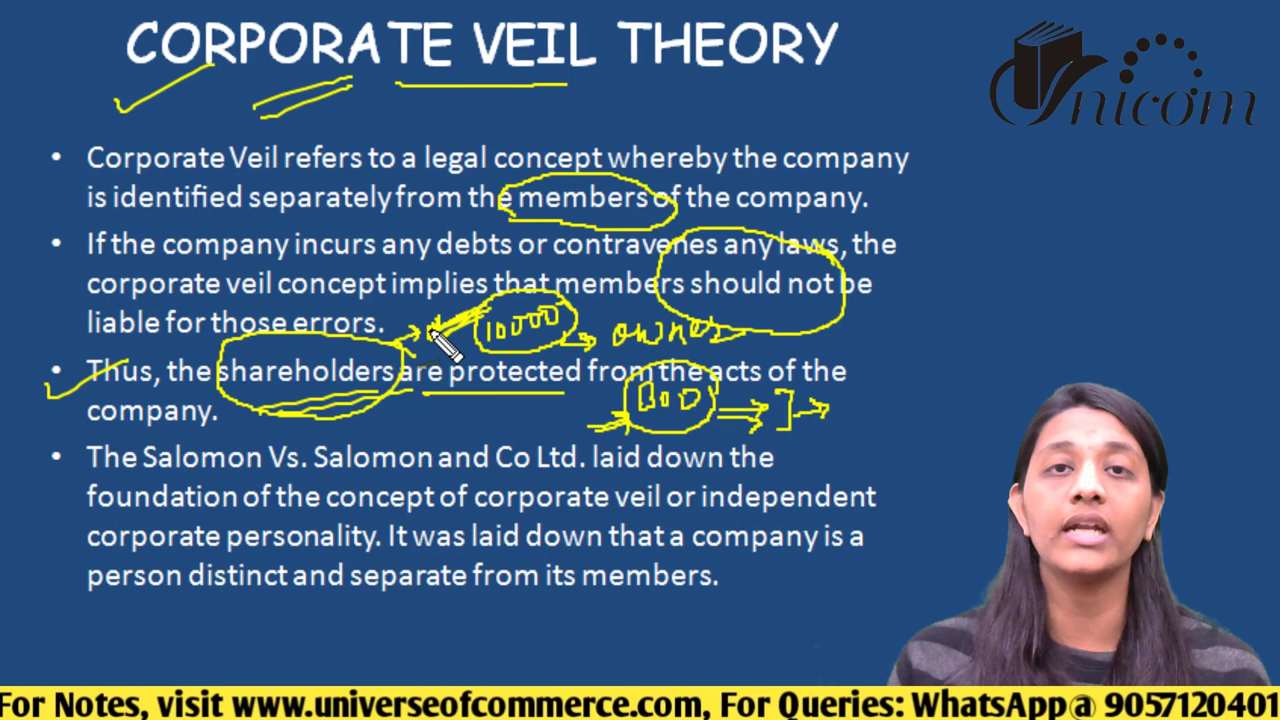 CORPORATE VEIL THEORY
Unicom
• Corporate Veil refers to a legal concept whereby the company
is identified separately from the members of the company.
• If the company incurs any debts or contravenes any laws, the
corporate veil concept implies that members should not be
liable for those errors.
10000 → owner
• Thus, the shareholders are protected from the acts of the
company.
• The Salomon Vs. Salomon and Co Ltd. laid down the
foundation of the concept of corporate veil or independent
corporate personality. It was laid down that a company is a
person distinct and separate from its members.
For Notes, visit www.universeofcommerce.com, For Queries: WhatsApp@ 9057120401